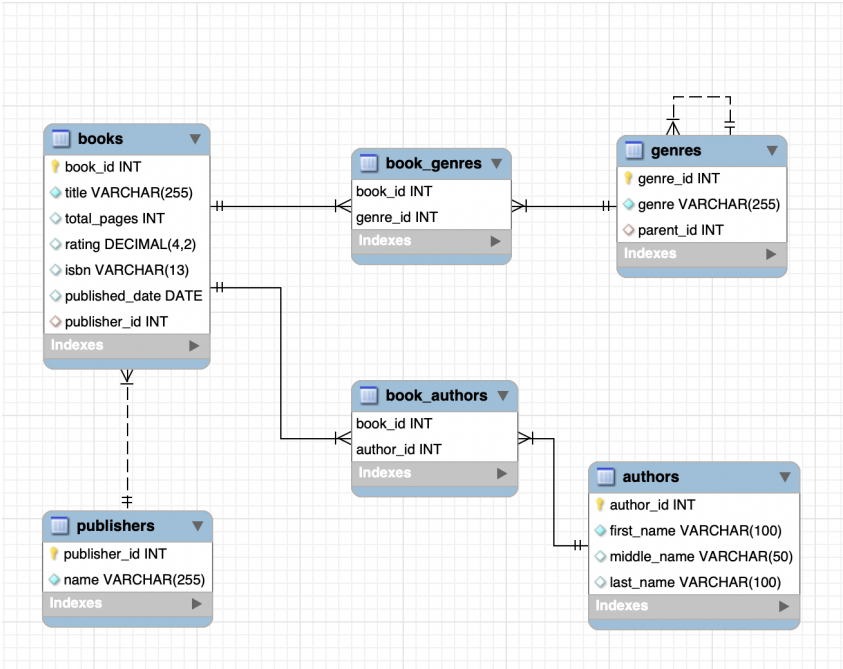 books
book_id INT
title VARCHAR(255)
total_pages INT
rating DECIMAL(4,2)
isbn VARCHAR(13)
published_date DATE
publisher_id INT
Indexes
book_genres
book_id INT
genre_id INT
Indexes
genres
genre_id INT
genre VARCHAR(255)
parent_id INT
Indexes
book_authors
book_id INT
author_id INT
Indexes
publishers
publisher_id INT
name VARCHAR(255)
Indexes
authors
author_id INT
first_name VARCHAR(100)
middle_name VARCHAR(50)
last_name VARCHAR(100)
Indexes